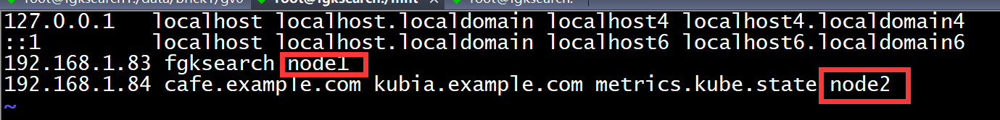 127.0.0.1   localhost localhost.localdomain localhost4 localhost4.localdomain4
::1         localhost localhost.localdomain localhost6 localhost6.localdomain6
192.168.1.83 fgksearch node1
192.168.1.84 cafe.example.com kubia.example.com metrics.kube.state node2
~